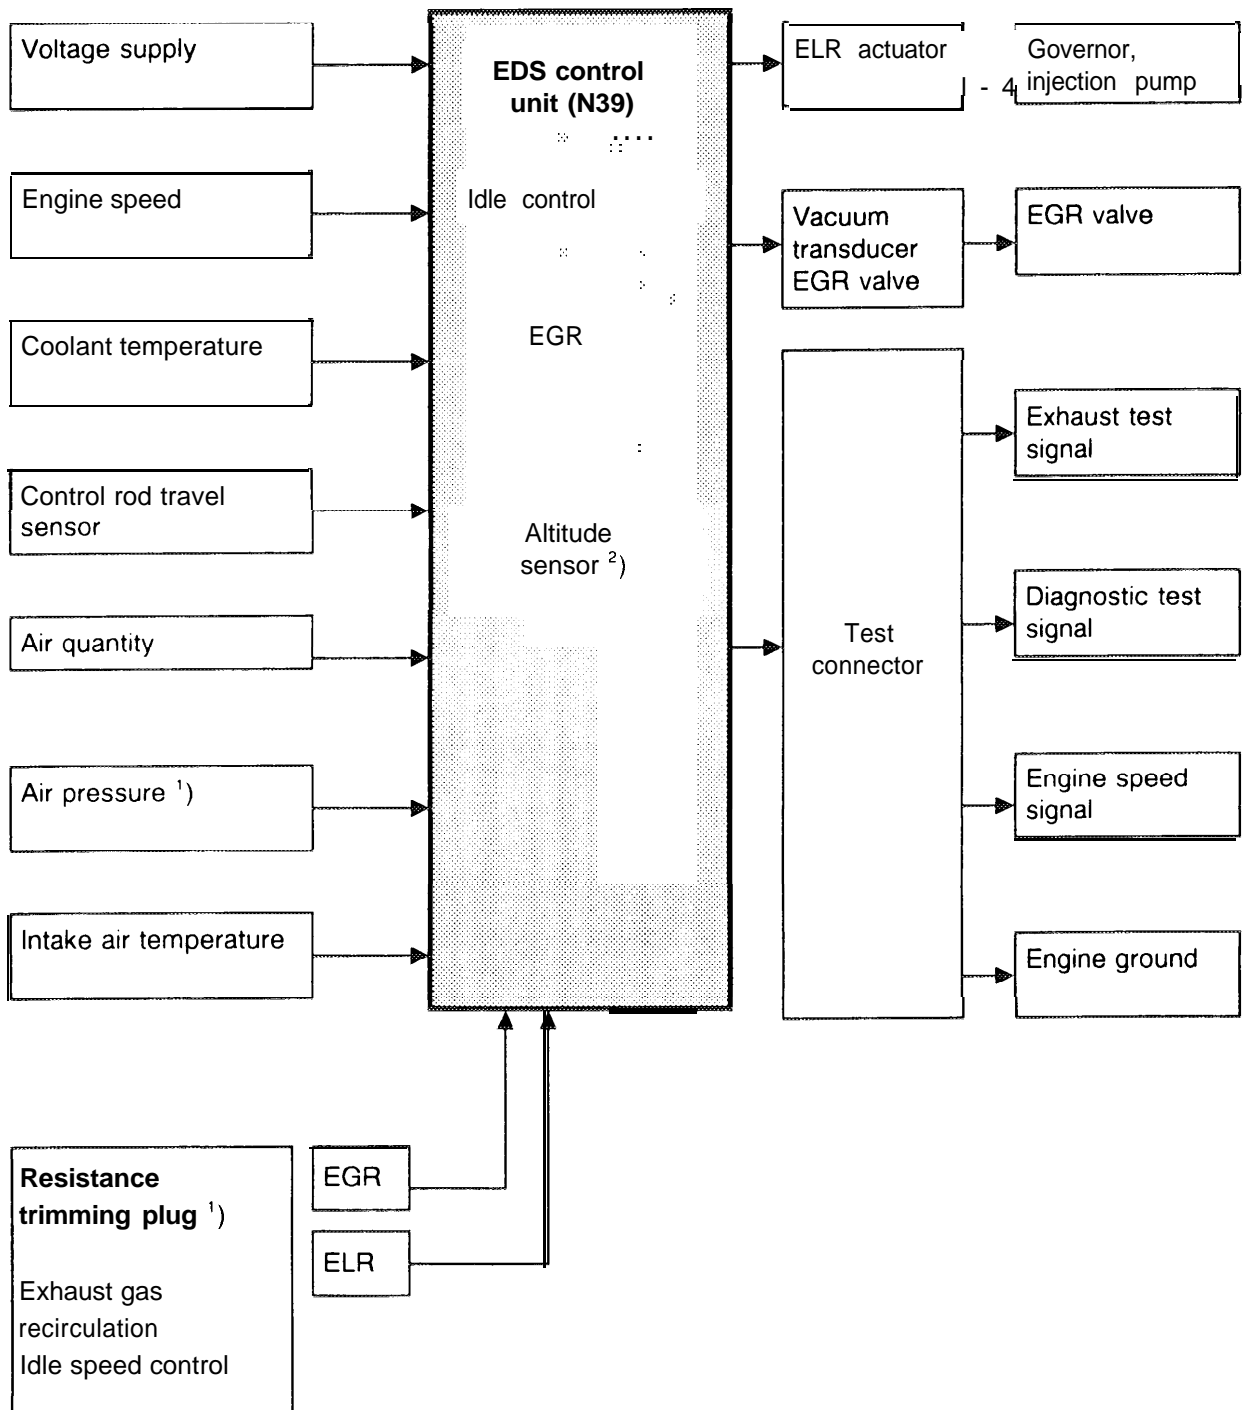 Voltage supply
Engine speed
Coolant temperature
Control rod travel
sensor
Air quantity
Air pressure ¹)
Intake air temperature
EDS control
unit (N39)
Idle control
EGR
Altitude
sensor ²)
ELR actuator
- 4
Governor,
injection pump
Vacuum
transducer
EGR valve
EGR valve
Test
connector
Exhaust test
signal
Diagnostic test
signal
Engine speed
signal
Engine ground
Resistance
trimming plug ¹)
Exhaust gas
recirculation
Idle speed control
EGR
ELR